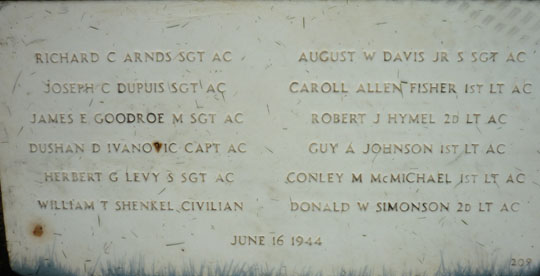 RICHARD C ARNDS SGT AC
JOSEPH C DUPUIS SGT AC
JAMES E GOODROE M SGT AC
DUSHAN D IVANOVIC CAPT AC
HERBERT G LEVY S SGT AC
WILLIAM T SHENKEL CIVILIAN
AUGUST W DAVIS JR S SGT AC
CAROLL ALLEN FISHER 1ST LT AC
ROBERT J HYMEL 2D LT AC
GUY A JOHNSON 1ST LT AC
CONLEY M McMICHAEL 1ST LT AC
DONALD W SIMONSON 2D LT AC
JUNE 16 1944
209